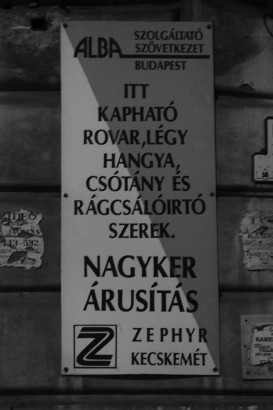 ALBA SZOLGÁLTATÓ
SZÖVETKEZET
BUDAPEST
ITT
KAPHATÓ
ROVAR,LÉGY
HANGYA,
CSÓTÁNY ÉS
RÁGCSÁLÓIRTÓ
SZEREK.
NAGYKER
ÁRUSÍTÁS
Z ZEPHYR
KECSKEMÉT